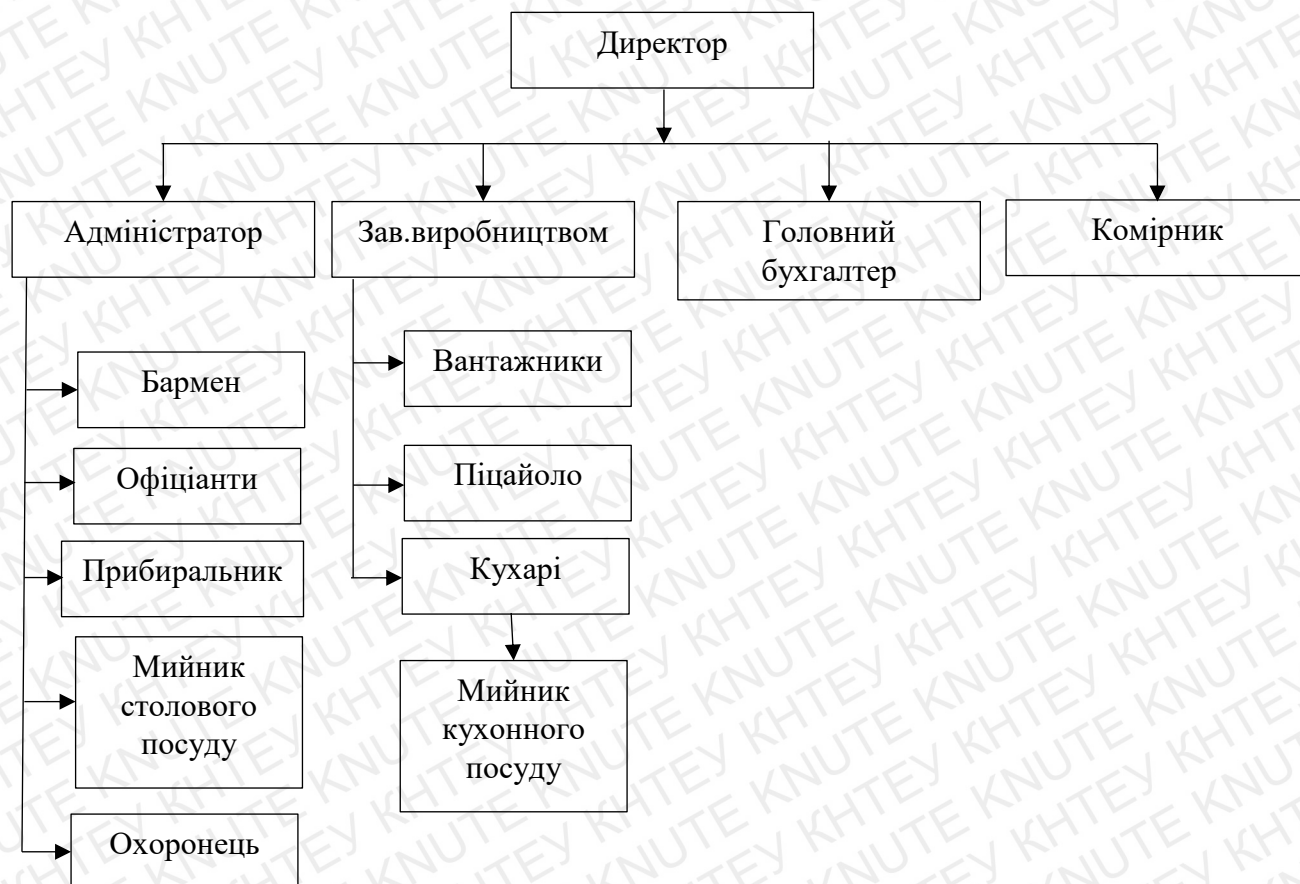 Директор
Адміністратор
Зав.виробництвом
Головний
бухгалтер
Комірник
Бармен
Офіціанти
Прибиральник
Мийник
столового
посуду
Охоронець
Вантажники
Піцайоло
Кухарі
Мийник
кухонного
посуду